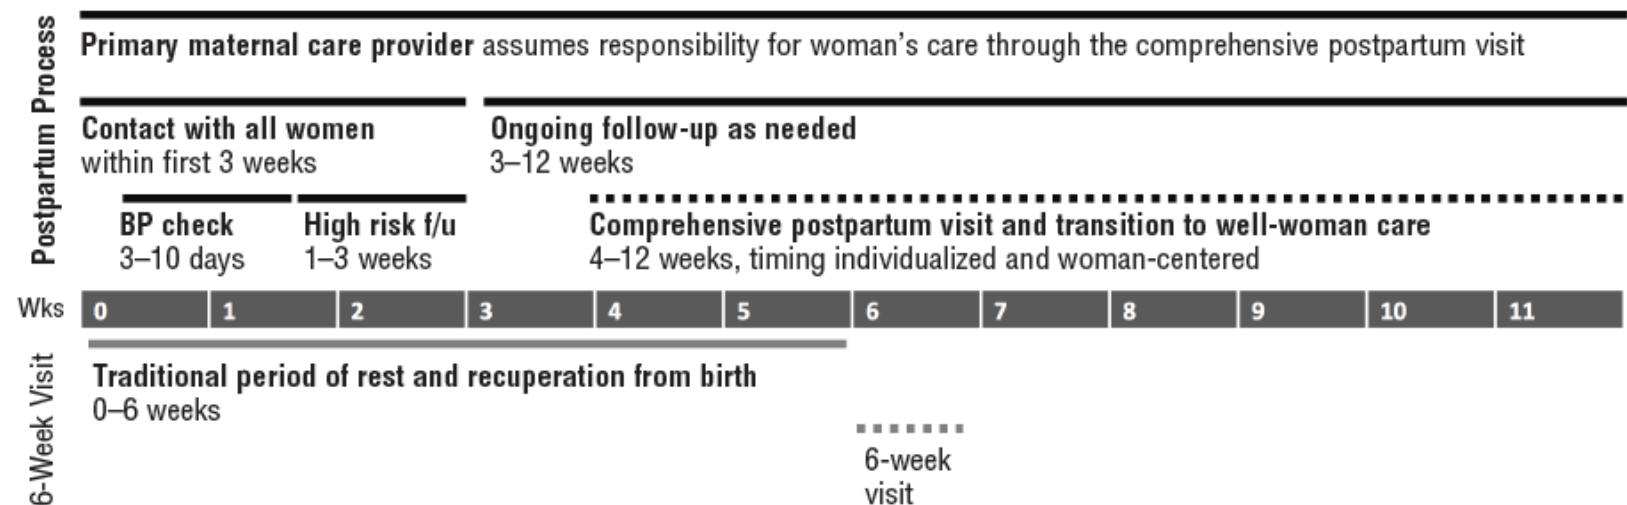 Postpartum Process
Primary maternal care provider assumes responsibility for woman's care through the comprehensive postpartum visit
Contact with all women
within first 3 weeks
Ongoing follow-up as needed
3–12 weeks
BP check
3–10 days
High risk f/u
1–3 weeks
Comprehensive postpartum visit and transition to well-woman care
4–12 weeks, timing individualized and woman-centered
Wks 0 1 2 3 4 5 6 7 8 9 10 11
6-Week Visit
Traditional period of rest and recuperation from birth
0–6 weeks
6-week
visit